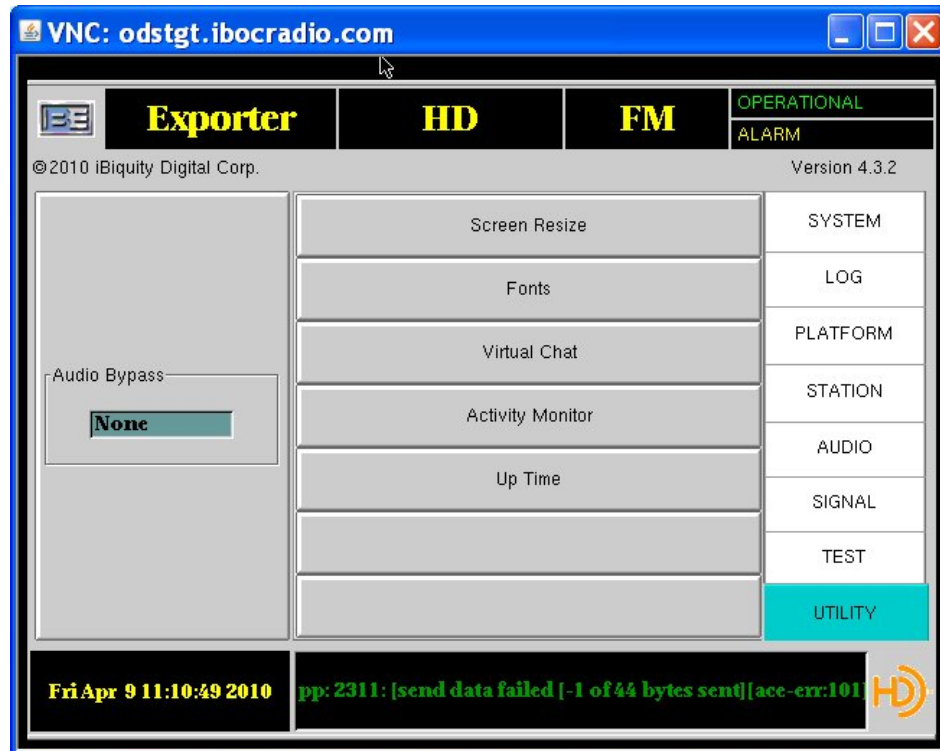 VNC: odstgt.ibocradio.com
BE
Exporter
HD
FM
OPERATIONAL
ALARM
©2010 iBiquity Digital Corp.
Version 4.3.2
Audio Bypass
None
Screen Resize
Fonts
Virtual Chat
Activity Monitor
Up Time
SYSTEM
LOG
PLATFORM
STATION
AUDIO
SIGNAL
TEST
UTILITY
Fri Apr 9 11:10:49 2010
pp: 2311: [send data failed [-1 of 44 bytes sent][ace-err:101]
HD